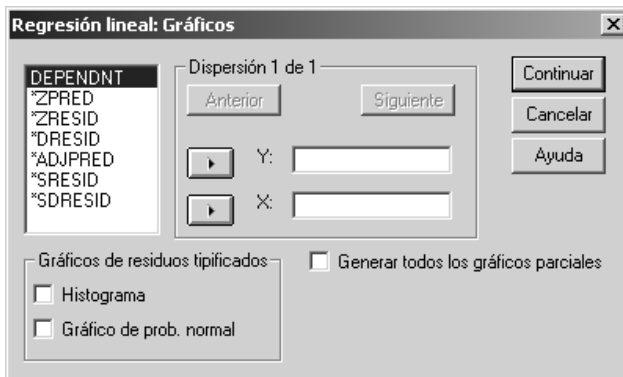 Regresión lineal: Gráficos
DEPENDNT
*ZPRED
*ZRESID
*DRESID
*ADJPRED
*SRESID
*SDRESID
Dispersión 1 de 1
Anterior
Siguiente
Y:
X:
Continuar
Cancelar
Ayuda
Gráficos de residuos tipificados
Histograma
Gráfico de prob. normal
Generar todos los gráficos parciales